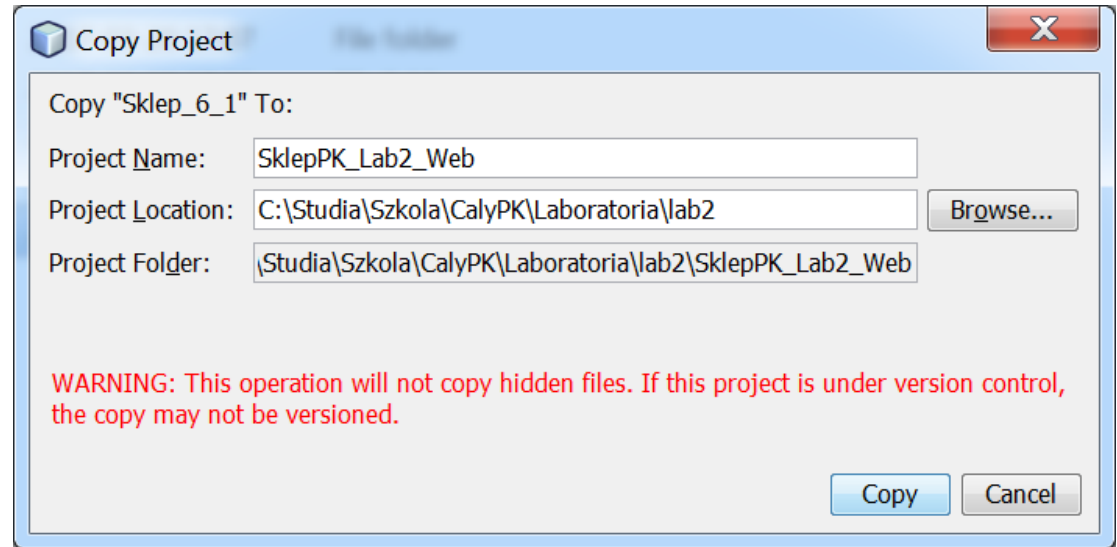 Copy Project
File folder
Copy "Sklep_6_1" To:
Project Name: SklepPK_Lab2_Web
Project Location: C:\Studia\Szkola\CalyPK\Laboratoria\lab2 Browse...
Project Folder: \Studia\Szkola\CalyPK\Laboratoria\lab2\SklepPK_Lab2_Web
WARNING: This operation will not copy hidden files. If this project is under version control,
the copy may not be versioned.
Copy Cancel